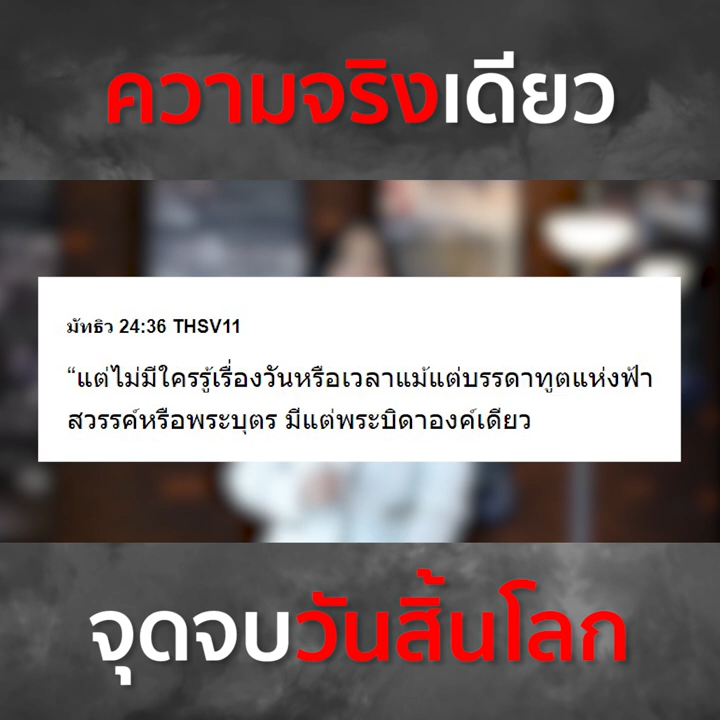 ความจริงเดียว
มัทธิว 24:36 THSV11
“แต่ไม่มีใครรู้เรื่องวันหรือเวลาแม้แต่บรรดาทูตแห่งฟ้า
สวรรค์หรือพระบุตร มีแต่พระบิดาองค์เดียว
จุดจบวันสิ้นโลก